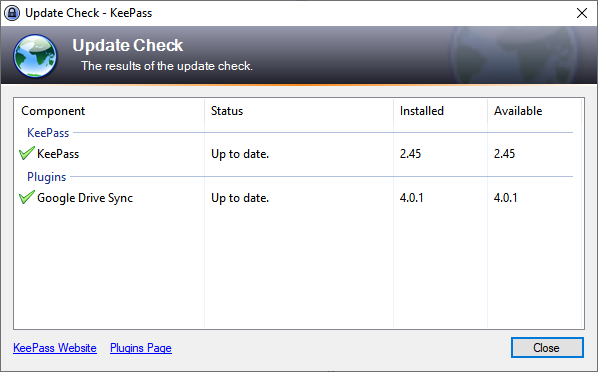 Update Check - KeePass
Update Check
The results of the update check.
Component Status Installed Available
KeePass
KeePass Up to date. 2.45 2.45
Plugins
Google Drive Sync Up to date. 4.0.1 4.0.1
KeePass Website Plugins Page Close